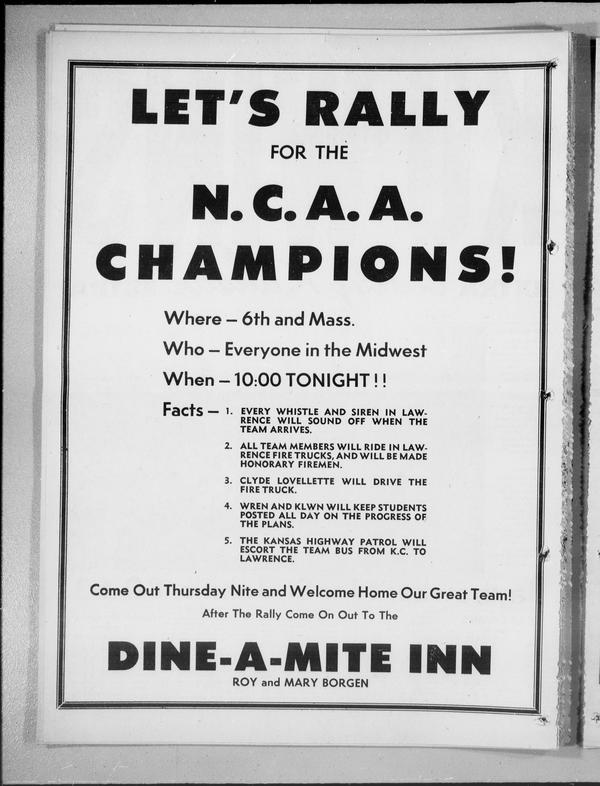 LET'S RALLY
FOR THE
N.C.A.A.
CHAMPIONS!
Where – 6th and Mass.
Who – Everyone in the Midwest
When – 10:00 TONIGHT!!
Facts – 1. EVERY WHISTLE AND SIREN IN LAW-
RENCE WILL SOUND OFF WHEN THE
TEAM ARRIVES.
2. ALL TEAM MEMBERS WILL RIDE IN LAW-
RENCE FIRE TRUCKS, AND WILL BE MADE
HONORARY FIREMEN.
3. CLYDE LOVELLETTE WILL DRIVE THE
FIRE TRUCK.
4. WREN AND KLWN WILL KEEP STUDENTS
POSTED ALL DAY ON THE PROGRESS OF
THE PLANS.
5. THE KANSAS HIGHWAY PATROL WILL
ESCORT THE TEAM BUS FROM K.C. TO
LAWRENCE.
Come Out Thursday Nite and Welcome Home Our Great Team!
After The Rally Come On Out To The
DINE-A-MITE INN
ROY and MARY BORGEN